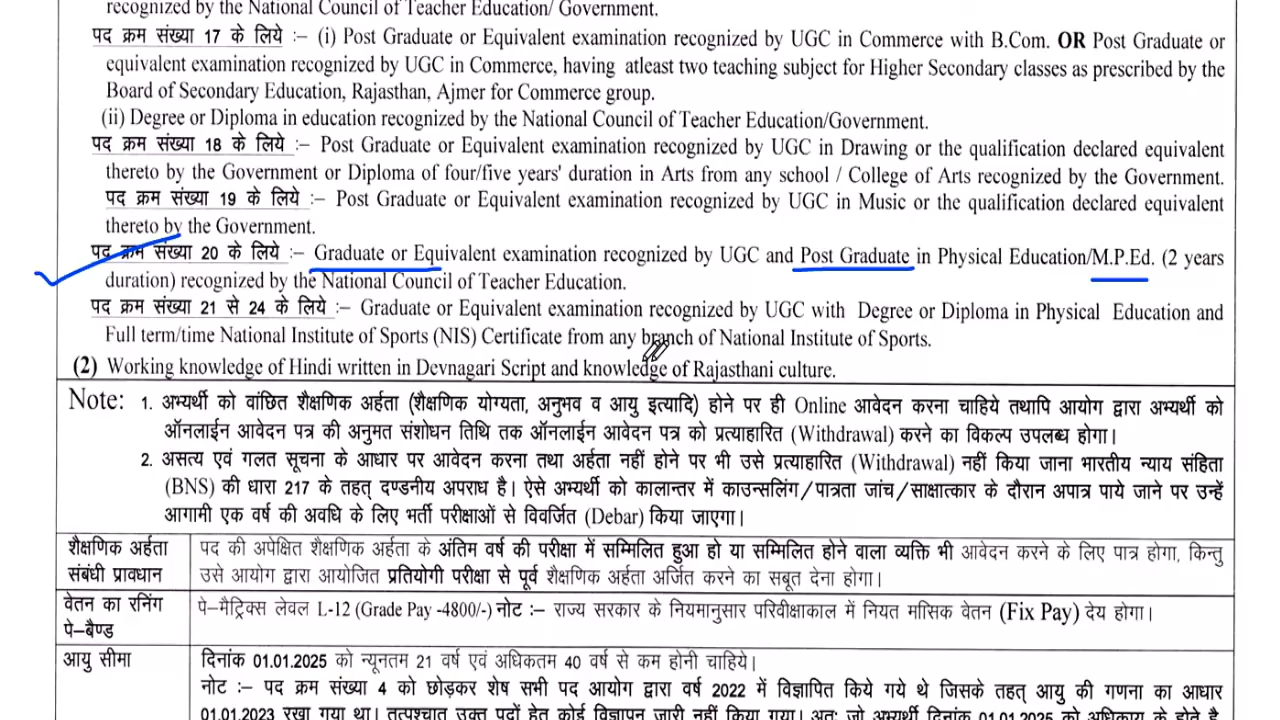 recognized by the National Council of Teacher Education/ Government.
पद क्रम संख्या 17 के लिये :– (i) Post Graduate or Equivalent examination recognized by UGC in Commerce with B.Com. OR Post Graduate or
equivalent examination recognized by UGC in Commerce, having atleast two teaching subject for Higher Secondary classes as prescribed by the
Board of Secondary Education, Rajasthan, Ajmer for Commerce group.
(ii) Degree or Diploma in education recognized by the National Council of Teacher Education/Government.
पद क्रम संख्या 18 के लिये :– Post Graduate or Equivalent examination recognized by UGC in Drawing or the qualification declared equivalent
thereto by the Government or Diploma of four/five years' duration in Arts from any school / College of Arts recognized by the Government.
पद क्रम संख्या 19 के लिये :– Post Graduate or Equivalent examination recognized by UGC in Music or the qualification declared equivalent
thereto by the Government.
पद क्रम संख्या 20 के लिये :– Graduate or Equivalent examination recognized by UGC and Post Graduate in Physical Education/M.P.Ed. (2 years
duration) recognized by the National Council of Teacher Education.
पद क्रम संख्या 21 से 24 के लिये :– Graduate or Equivalent examination recognized by UGC with Degree or Diploma in Physical Education and
Full term/time National Institute of Sports (NIS) Certificate from any branch of National Institute of Sports.
(2) Working knowledge of Hindi written in Devnagari Script and knowledge of Rajasthani culture.
Note: 1. अभ्यर्थी को वांछित शैक्षणिक अर्हता (शैक्षणिक योग्यता, अनुभव व आयु इत्यादि) होने पर ही Online आवेदन करना चाहिये तथापि आयोग द्वारा अभ्यर्थी को
ऑनलाईन आवेदन पत्र की अनुमत संशोधन तिथि तक ऑनलाईन आवेदन पत्र को प्रत्याहारित (Withdrawal) करने का विकल्प उपलब्ध होगा।
2. असत्य एवं गलत सूचना के आधार पर आवेदन करना तथा अर्हता नहीं होने पर भी उसे प्रत्याहारित (Withdrawal) नहीं किया जाना भारतीय न्याय संहिता
(BNS) की धारा 217 के तहत् दण्डनीय अपराध है। ऐसे अभ्यर्थी को कालान्तर में काउन्सलिंग/पात्रता जांच/साक्षात्कार के दौरान अपात्र पाये जाने पर उन्हें
आगामी एक वर्ष की अवधि के लिए भर्ती परीक्षाओं से विवर्जित (Debar) किया जाएगा।
शैक्षणिक अर्हता संबंधी प्रावधान
पद की अपेक्षित शैक्षणिक अर्हता के अंतिम वर्ष की परीक्षा में सम्मिलित हुआ हो या सम्मिलित होने वाला व्यक्ति भी आवेदन करने के लिए पात्र होगा, किन्तु
उसे आयोग द्वारा आयोजित प्रतियोगी परीक्षा से पूर्व शैक्षणिक अर्हता अर्जित करने का सबूत देना होगा।
वेतन का रनिंग पे–बैण्ड
पे–मैट्रिक्स लेवल L-12 (Grade Pay -4800/-) नोट :– राज्य सरकार के नियमानुसार परिवीक्षाकाल में नियत मासिक वेतन (Fix Pay) देय होगा।
आयु सीमा
दिनांक 01.01.2025 को न्यूनतम 21 वर्ष एवं अधिकतम 40 वर्ष से कम होनी चाहिये।
नोट :– पद क्रम संख्या 4 को छोड़कर शेष सभी पद आयोग द्वारा वर्ष 2022 में विज्ञापित किये गये थे जिसके तहत् आयु की गणना का आधार
01.01.2023 रखा गया था। तत्पश्चात् उक्त पदों हेतु कोई विज्ञापन जारी नहीं किया गया। अतः जो अभ्यर्थी दिनांक 01.01.2025 को अधिकाय के होते है